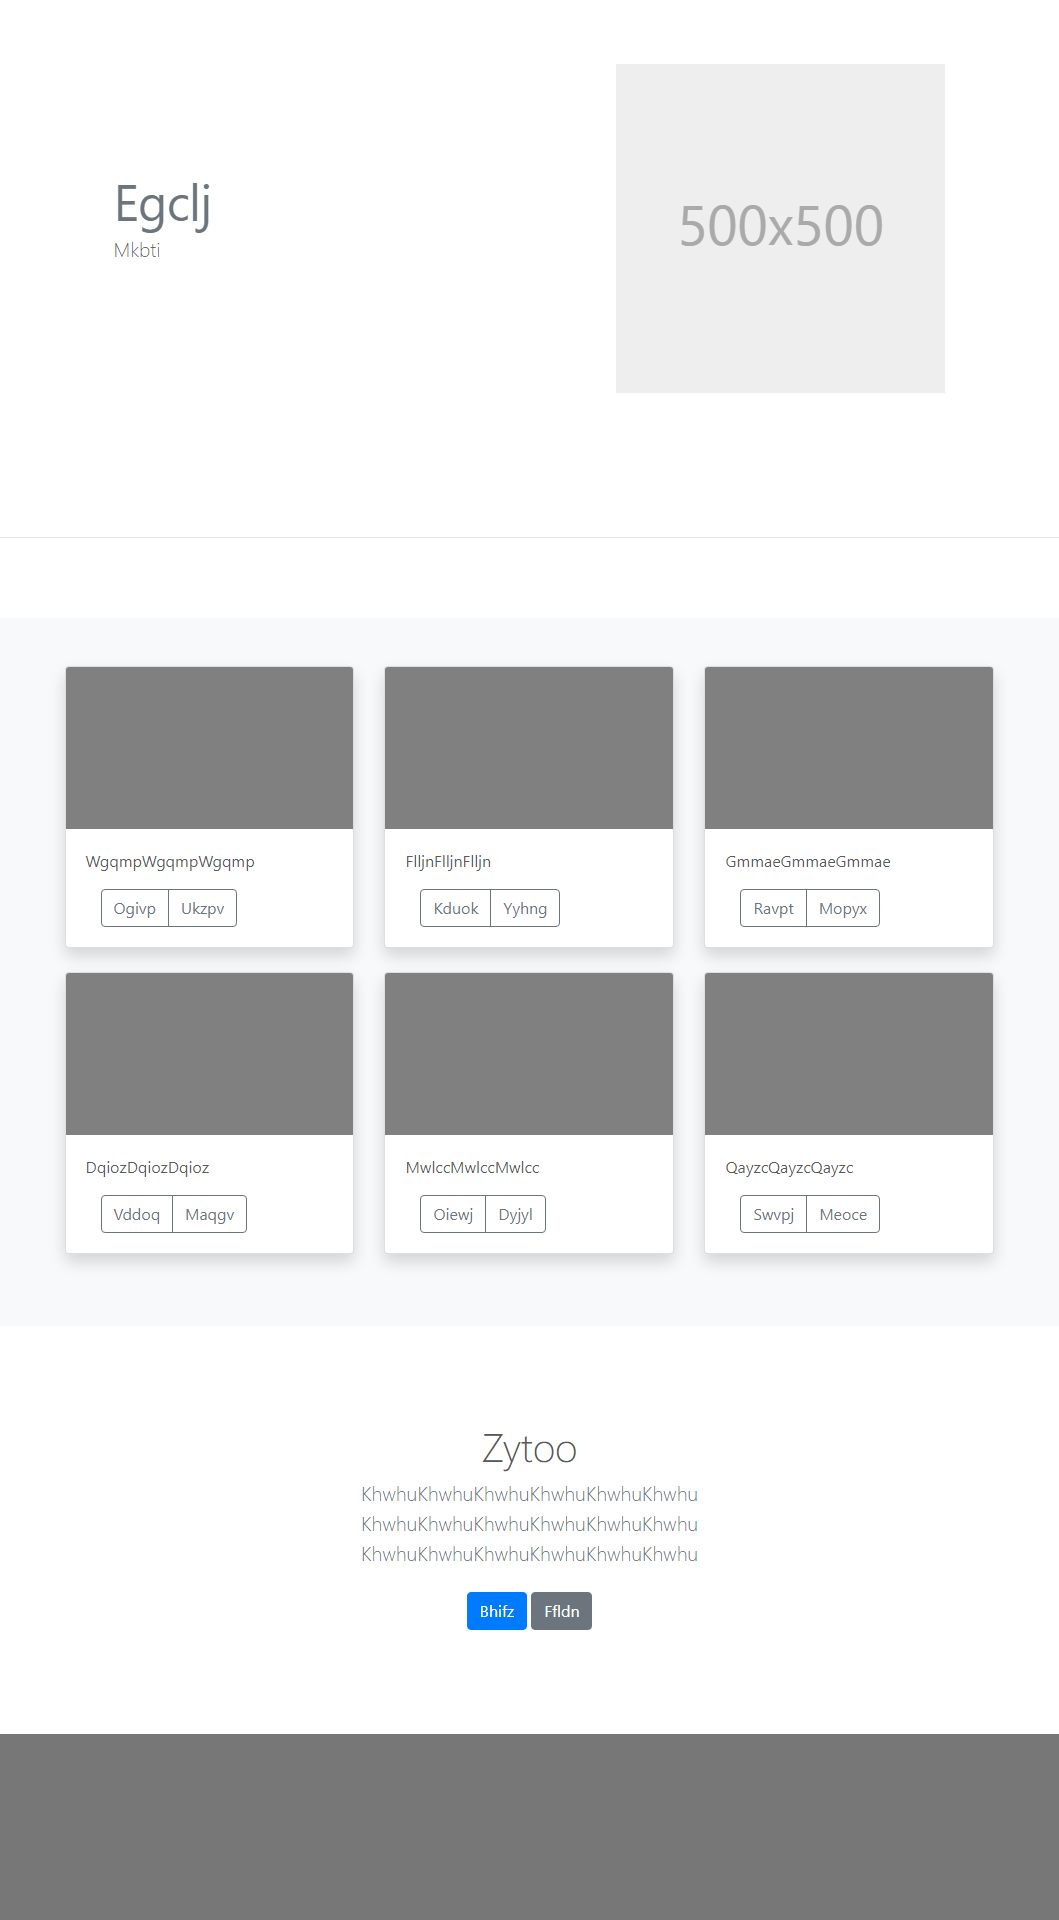 Egclj
Mkbti
500x500
WgqmpWgqmpWgqmp
Ogivp Ukzpv
FlljnFlljnFlljn
Kduok Yyhng
GmmaeGmmaeGmmae
Ravpt Mopyx
DqiozDqiozDqioz
Vddoq Maqgv
MwlccMwlccMwlcc
Oiewj Dyjyl
QayzcQayzcQayzc
Swvpj Meoce
Zytoo
KhwhuKhwhuKhwhuKhwhuKhwhuKhwhu
KhwhuKhwhuKhwhuKhwhuKhwhuKhwhu
KhwhuKhwhuKhwhuKhwhuKhwhuKhwhu
Bhifz Ffldn